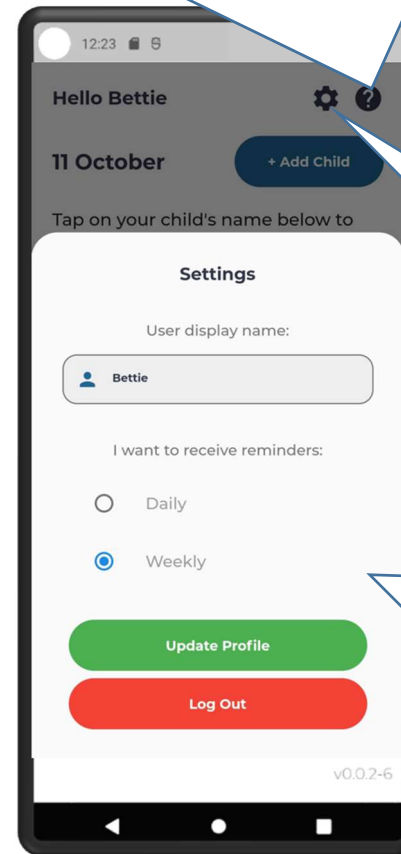 12:23
Hello Bettie
11 October
+ Add Child
Tap on your child's name below to
Settings
User display name:
Bettie
I want to receive reminders:
Daily
Weekly
Update Profile
Log Out
v0.0.2-6